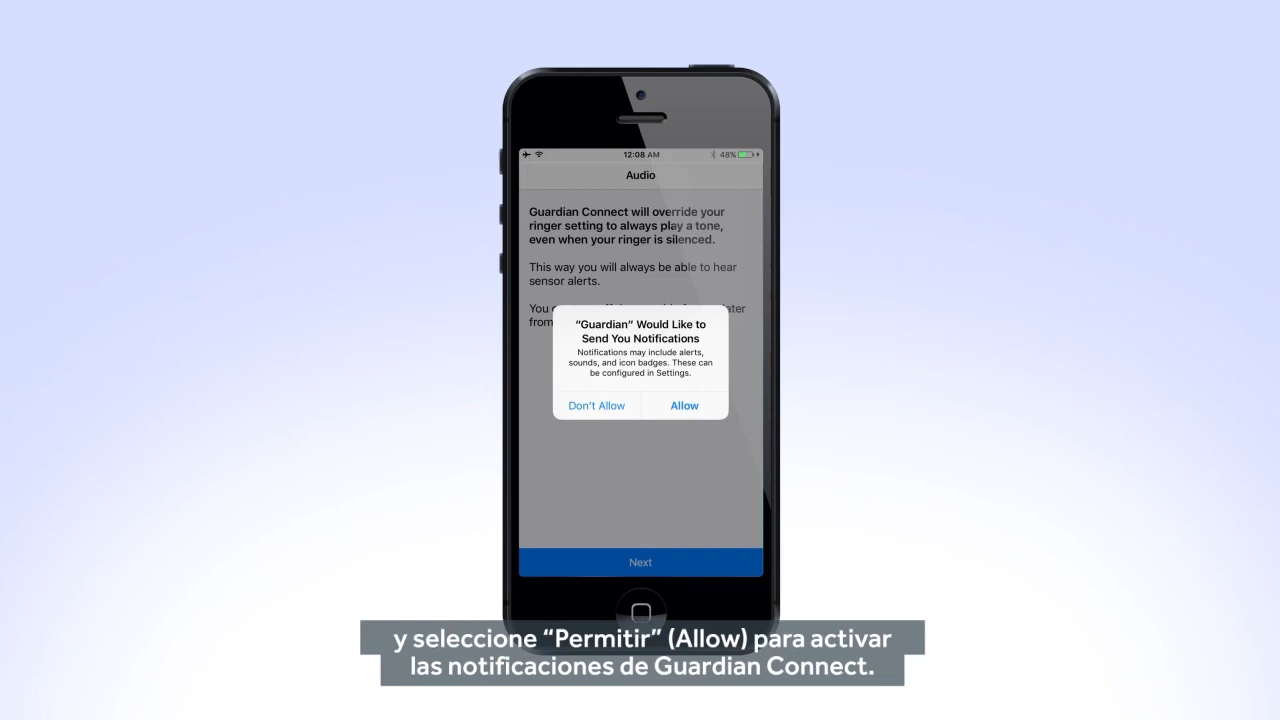 12:08 AM
48%
Audio
Guardian Connect will override your
ringer setting to always play a tone,
even when your ringer is silenced.
This way you will always be able to hear
sensor alerts.
You
later
from
“Guardian” Would Like to
Send You Notifications
Notifications may include alerts,
sounds, and icon badges. These can
be configured in Settings.
Don’t Allow
Allow
Next
y seleccione “Permitir” (Allow) para activar
las notificaciones de Guardian Connect.